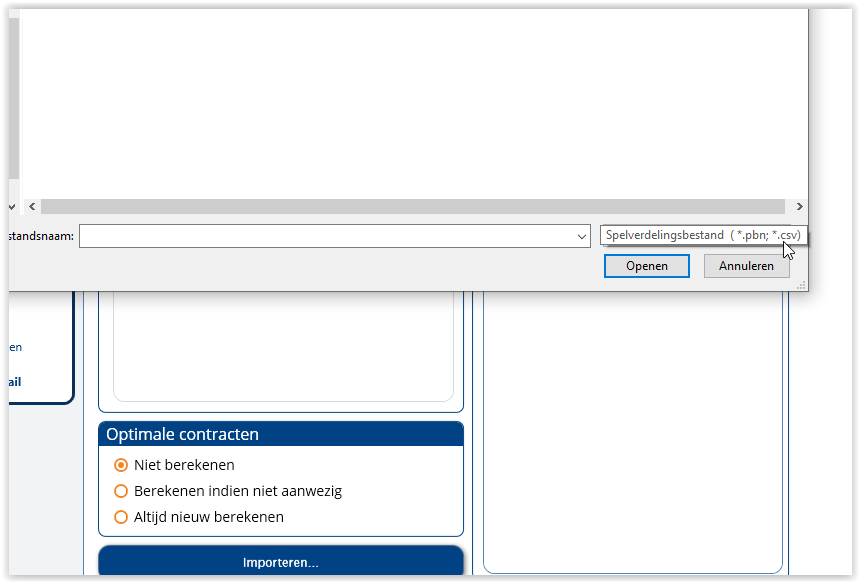 standsnaam:
Spelverdelingsbestand ( *.pbn; *.csv)
Openen
Annuleren
en
ail
Optimale contracten
Niet berekenen
Berekenen indien niet aanwezig
Altijd nieuw berekenen
Importeren...